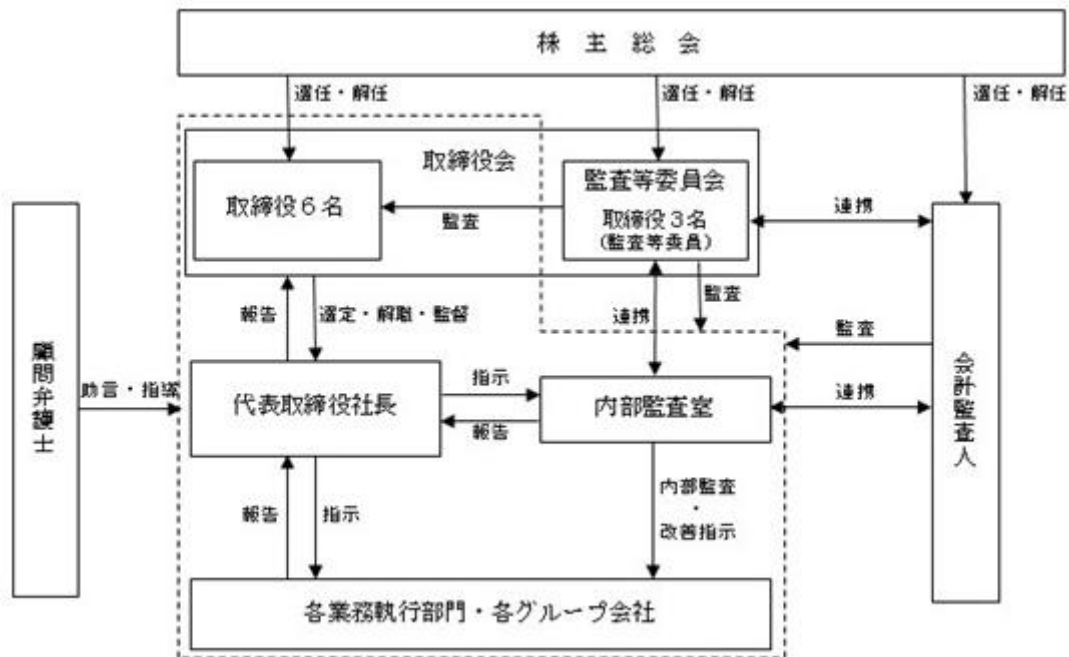 株主総会
選任・解任
選任・解任
選任・解任
取締役会
取締役６名
監査
監査等委員会
取締役３名
(監査等委員)
連携
報告
選定・解職・監督
連携
監査
監査
顧問弁護士
助言・指導
代表取締役社長
指示
報告
内部監査室
連携
会計監査人
報告
指示
内部監査
・
改善指示
各業務執行部門・各グループ会社